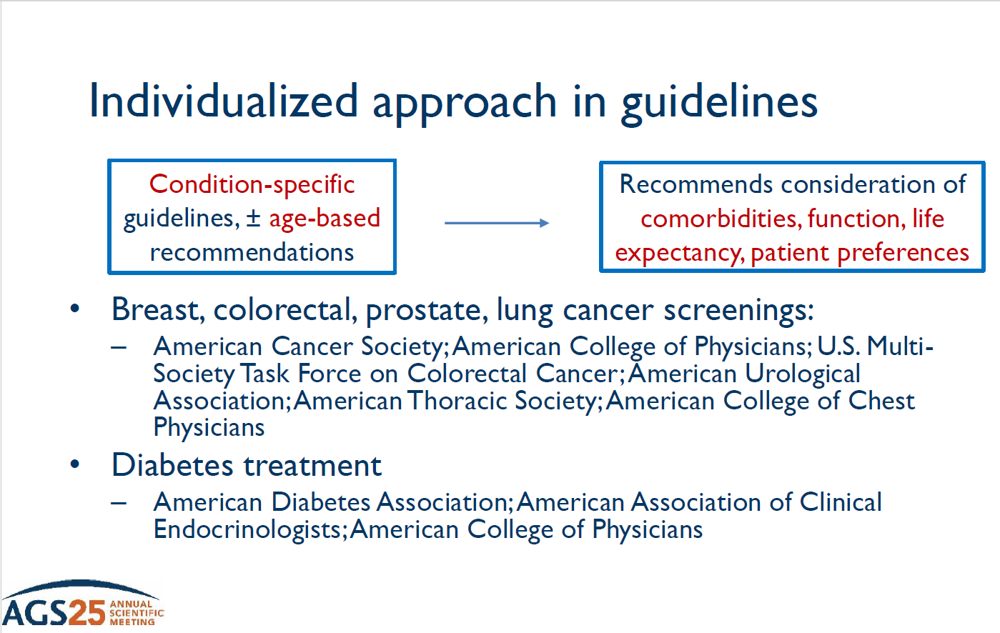 Individualized approach in guidelines
Condition-specific
guidelines, ± age-based
recommendations
Recommends consideration of
comorbidities, function, life
expectancy, patient preferences
• Breast, colorectal, prostate, lung cancer screenings:
– American Cancer Society; American College of Physicians; U.S. Multi-
Society Task Force on Colorectal Cancer; American Urological
Association; American Thoracic Society; American College of Chest
Physicians
• Diabetes treatment
– American Diabetes Association; American Association of Clinical
Endocrinologists; American College of Physicians
AGS25 ANNUAL
SCIENTIFIC
MEETING